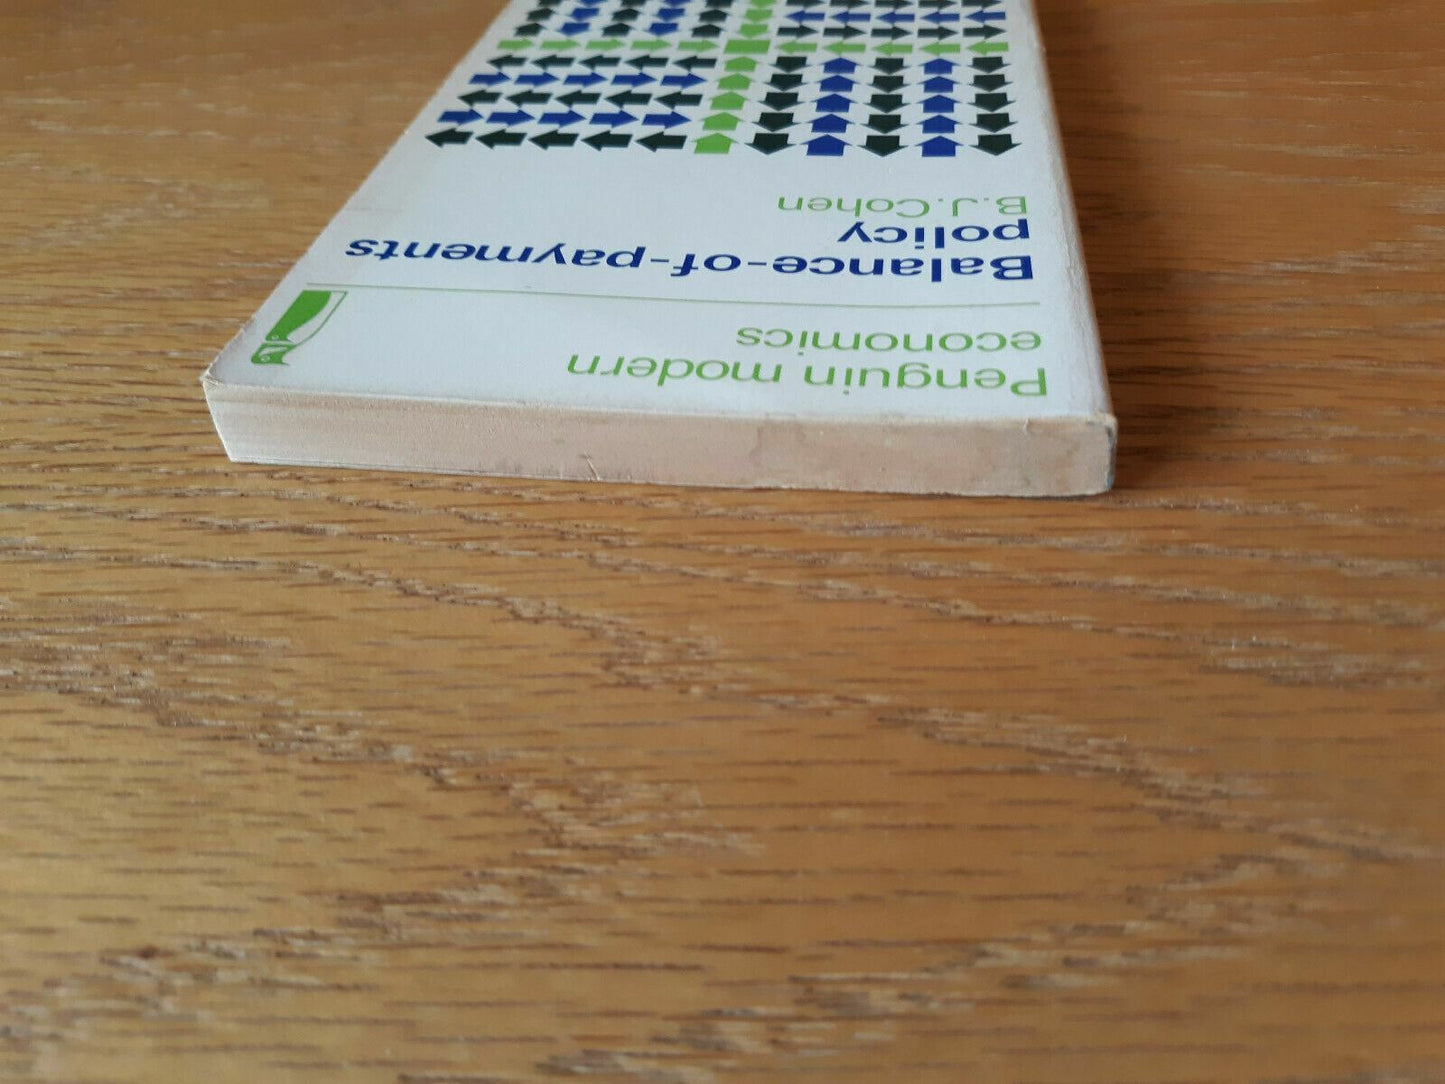 Penguin modern
economics
Balance-of-payments
policy
B.J.Cohen